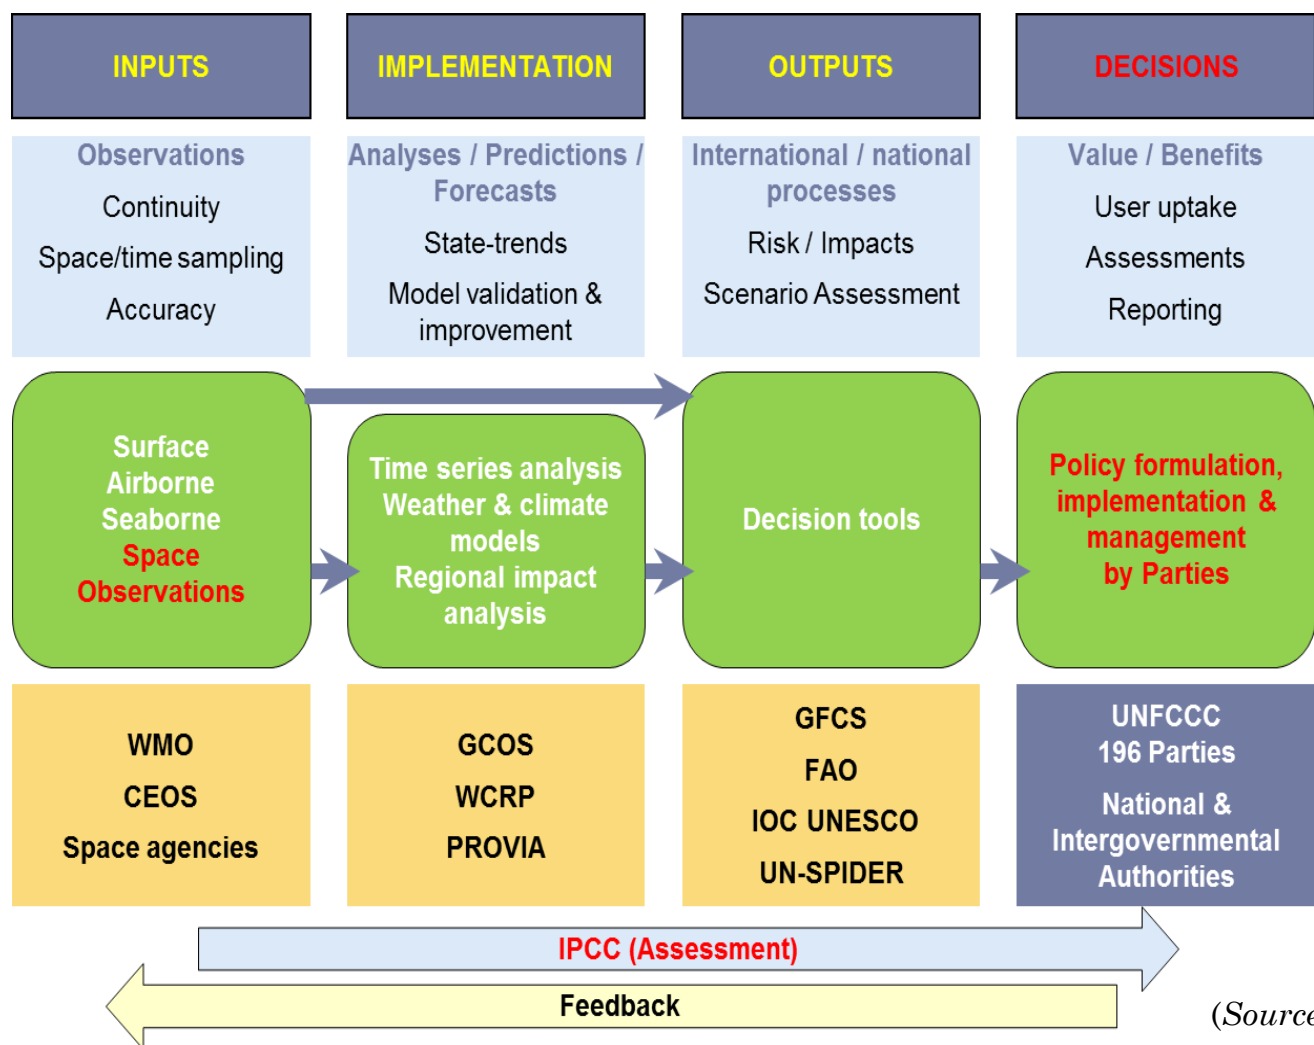 INPUTS
IMPLEMENTATION
OUTPUTS
DECISIONS
Observations
Continuity
Space/time sampling
Accuracy
Analyses / Predictions /
Forecasts
State-trends
Model validation &
improvement
International / national
processes
Risk / Impacts
Scenario Assessment
Value / Benefits
User uptake
Assessments
Reporting
Surface
Airborne
Seaborne
Space
Observations
Time series analysis
Weather & climate
models
Regional impact
analysis
Decision tools
Policy formulation,
implementation &
management
by Parties
WMO
CEOS
Space agencies
GCOS
WCRP
PROVIA
GFCS
FAO
IOC UNESCO
UN-SPIDER
UNFCCC
196 Parties
National &
Intergovernmental
Authorities
IPCC (Assessment)
Feedback
(Source